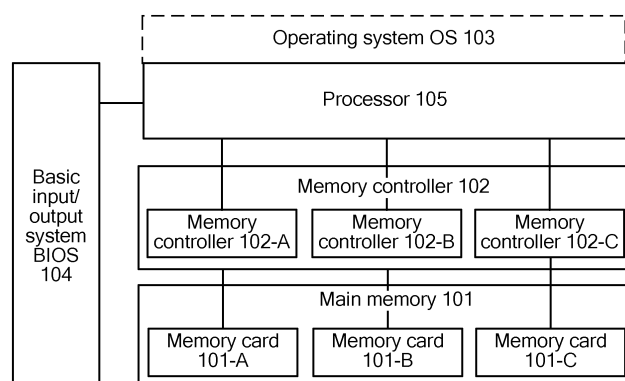 Operating system OS 103
Processor 105
Basic
input/
output
system
BIOS
104
Memory controller 102
Memory
controller 102-A
Memory
controller 102-B
Memory
controller 102-C
Main memory 101
Memory card
101-A
Memory card
101-B
Memory card
101-C